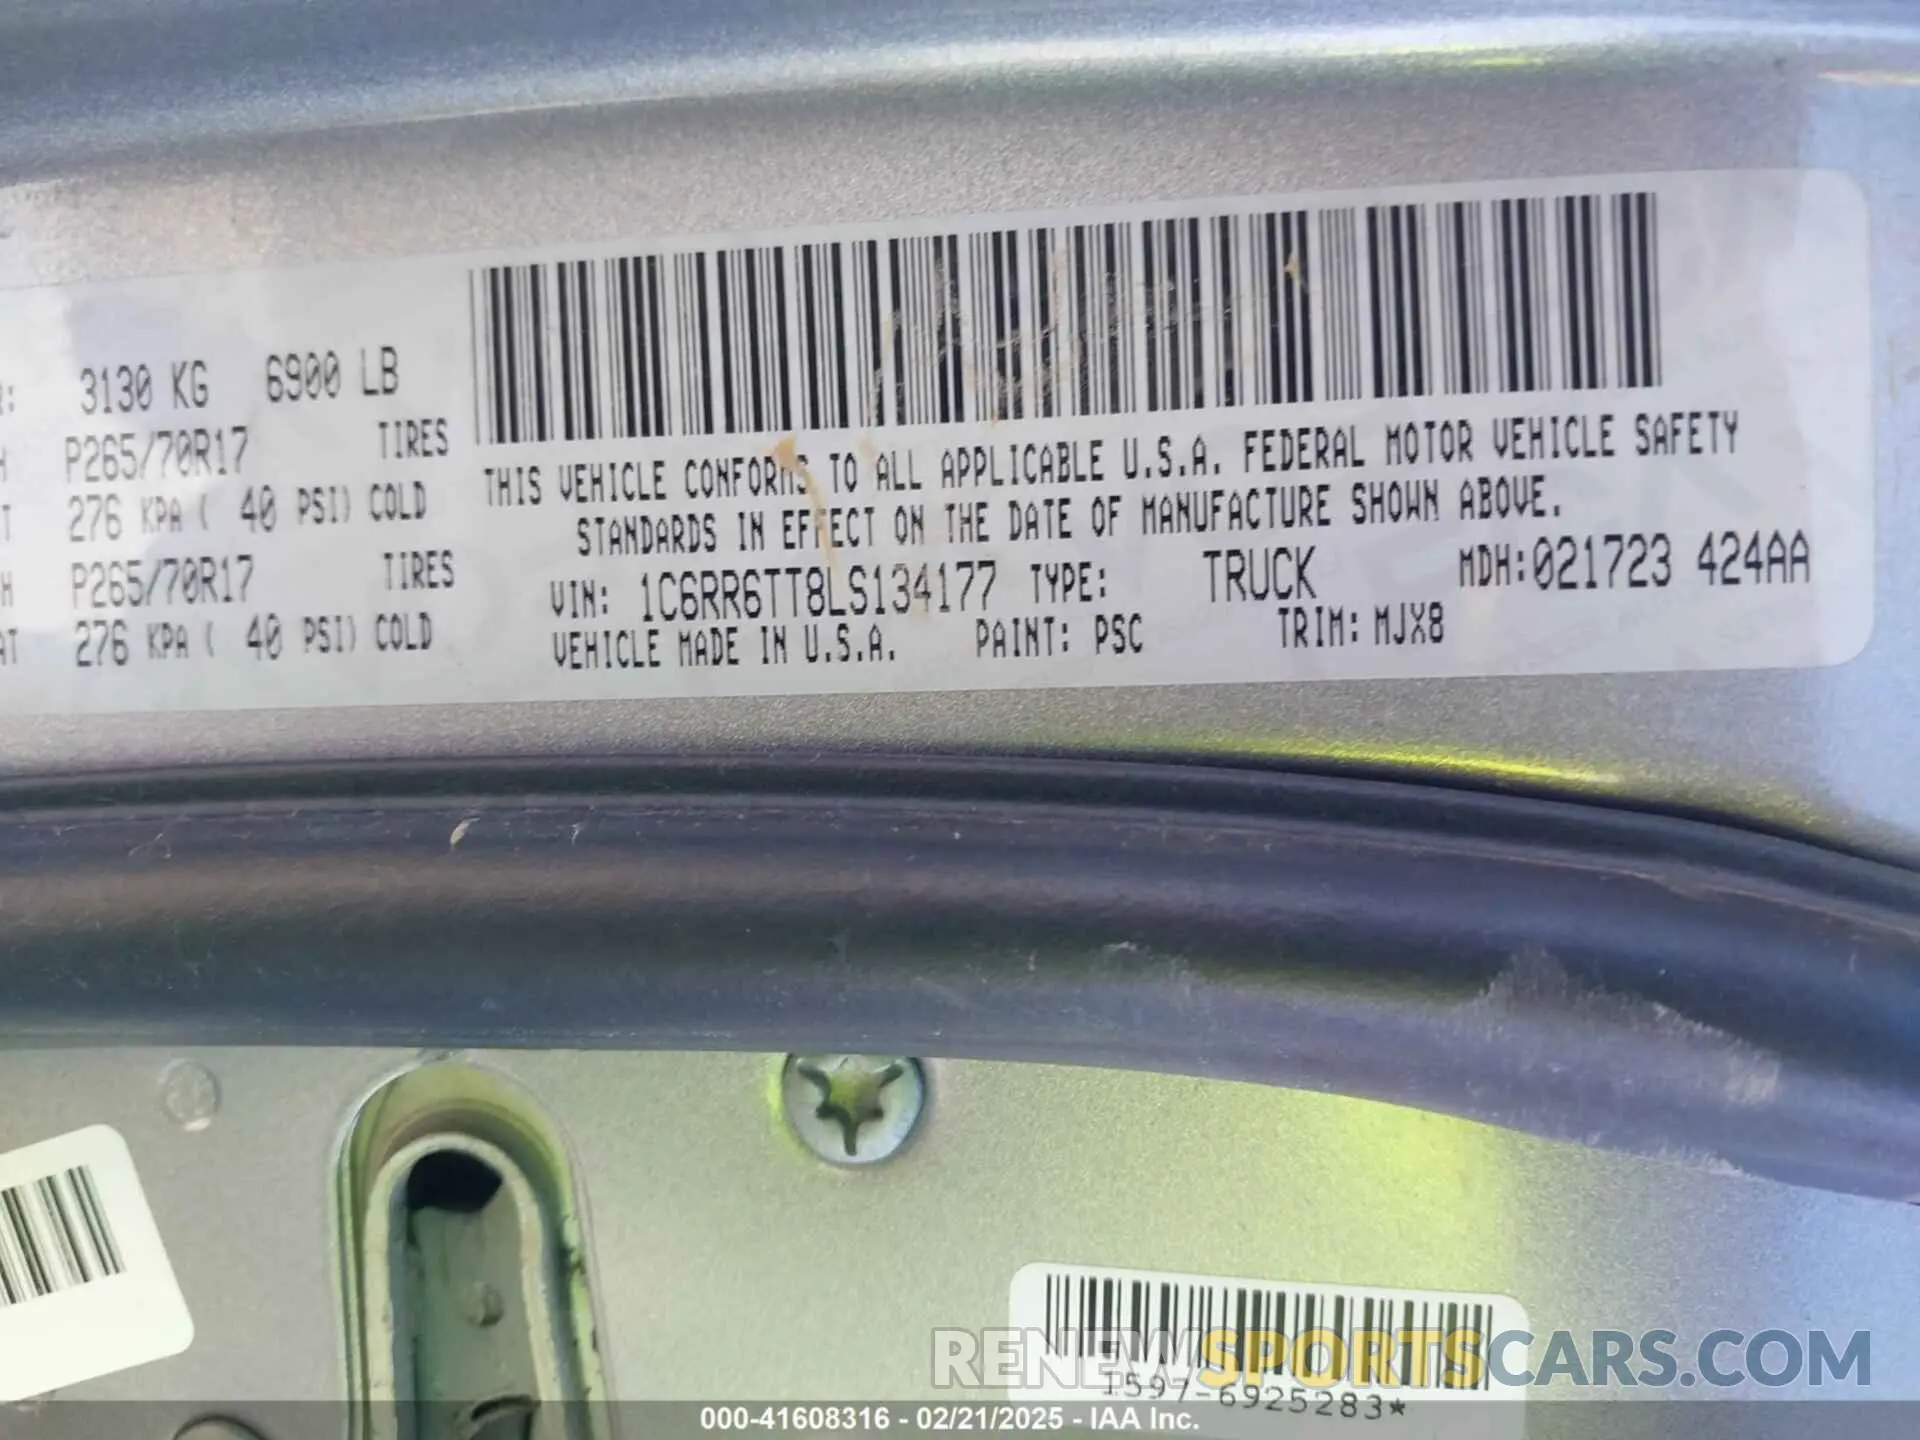 R: 3130 KG 6900 LB
H P265/70R17 TIRES
T 276 KPA ( 40 PSI) COLD
H P265/70R17 TIRES
AT 276 KPA ( 40 PSI) COLD
THIS VEHICLE CONFORMS TO ALL APPLICABLE U.S.A. FEDERAL MOTOR VEHICLE SAFETY
STANDARDS IN EFFECT ON THE DATE OF MANUFACTURE SHOWN ABOVE.
VIN: 1C6RR6TT8LS134177 TYPE: TRUCK MDH:021723 424AA
VEHICLE MADE IN U.S.A. PAINT: PSC TRIM: MJX8
RENEWSPORTSCARS.COM
1597-6925283*
000-41608316 - 02/21/2025 - IAA Inc.